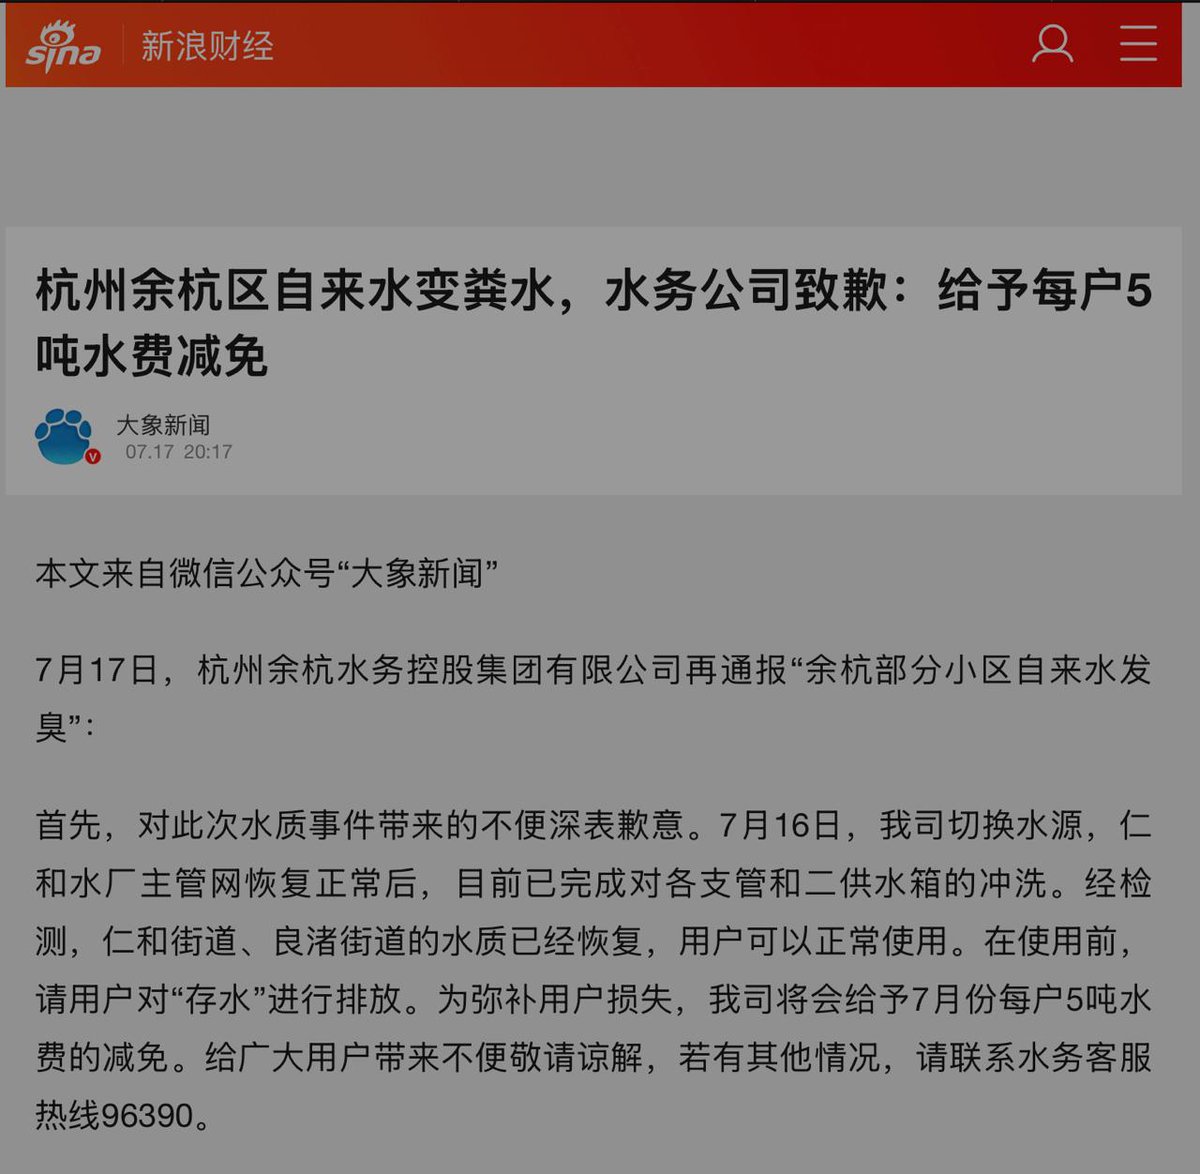 sina 新浪财经
杭州余杭区自来水变粪水，水务公司致歉：给予每户5
吨水费减免
大象新闻
07.17 20:17
本文来自微信公众号“大象新闻”
7月17日，杭州余杭水务控股集团有限公司再通报“余杭部分小区自来水发
臭”：
首先，对此次水质事件带来的不便深表歉意。7月16日，我司切换水源，仁
和水厂主管网恢复正常后，目前已完成对各支管和二供水箱的冲洗。经检
测，仁和街道、良渚街道的水质已经恢复，用户可以正常使用。在使用前，
请用户对“存水”进行排放。为弥补用户损失，我司将会给予7月份每户5吨水
费的减免。给广大用户带来不便敬请谅解，若有其他情况，请联系水务客服
热线96390。